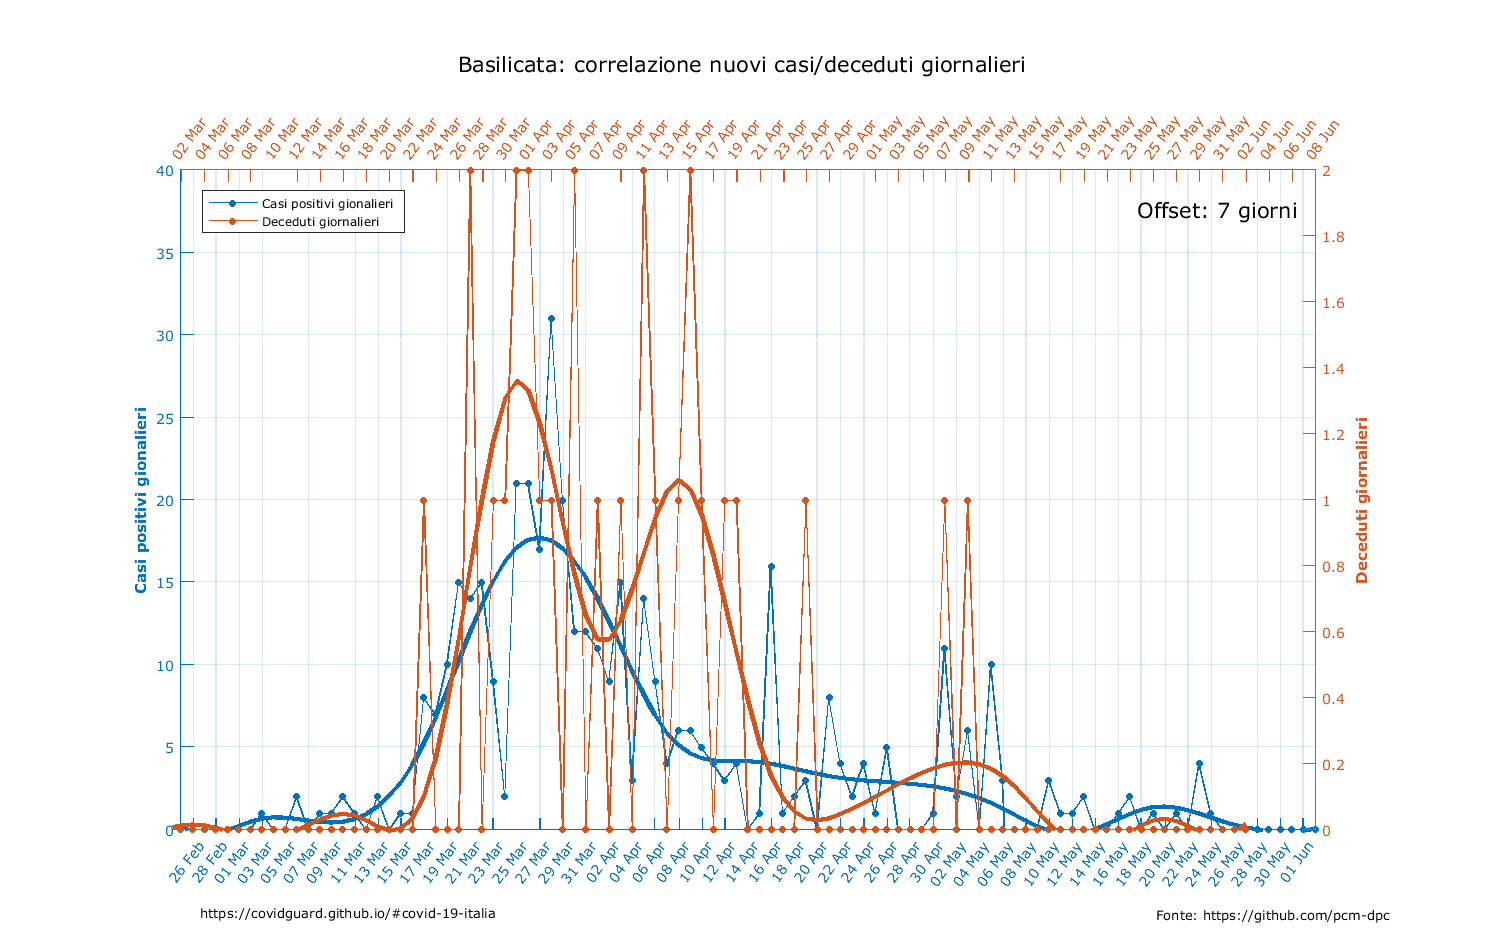 Basilicata: correlazione nuovi casi/deceduti giornalieri
02 Mar 04 Mar 06 Mar 08 Mar 10 Mar 12 Mar 14 Mar 16 Mar 18 Mar 20 Mar 22 Mar 24 Mar 26 Mar 28 Mar 30 Mar 01 Apr 03 Apr 05 Apr 07 Apr 09 Apr 11 Apr 13 Apr 15 Apr 17 Apr 19 Apr 21 Apr 23 Apr 25 Apr 27 Apr 29 Apr 01 May 03 May 05 May 07 May 09 May 11 May 13 May 15 May 17 May 19 May 21 May 23 May 25 May 27 May 29 May 31 May 02 Jun 04 Jun 06 Jun 08 Jun
40 2
Casi positivi gionalieri
Deceduti giornalieri
Offset: 7 giorni
1.8
35
1.6
30
1.4
25
1.2
20 1
15
0.8
0.6
10
0.4
5
0.2
0 0
Casi positivi gionalieri
Deceduti giornalieri
26 Feb 28 Feb 01 Mar 03 Mar 05 Mar 07 Mar 09 Mar 11 Mar 13 Mar 15 Mar 17 Mar 19 Mar 21 Mar 23 Mar 25 Mar 27 Mar 29 Mar 31 Mar 02 Apr 04 Apr 06 Apr 08 Apr 10 Apr 12 Apr 14 Apr 16 Apr 18 Apr 20 Apr 22 Apr 24 Apr 26 Apr 28 Apr 30 Apr 02 May 04 May 06 May 08 May 10 May 12 May 14 May 16 May 18 May 20 May 22 May 24 May 26 May 28 May 30 May 01 Jun
https://covidguard.github.io/#covid-19-italia
Fonte: https://github.com/pcm-dpc